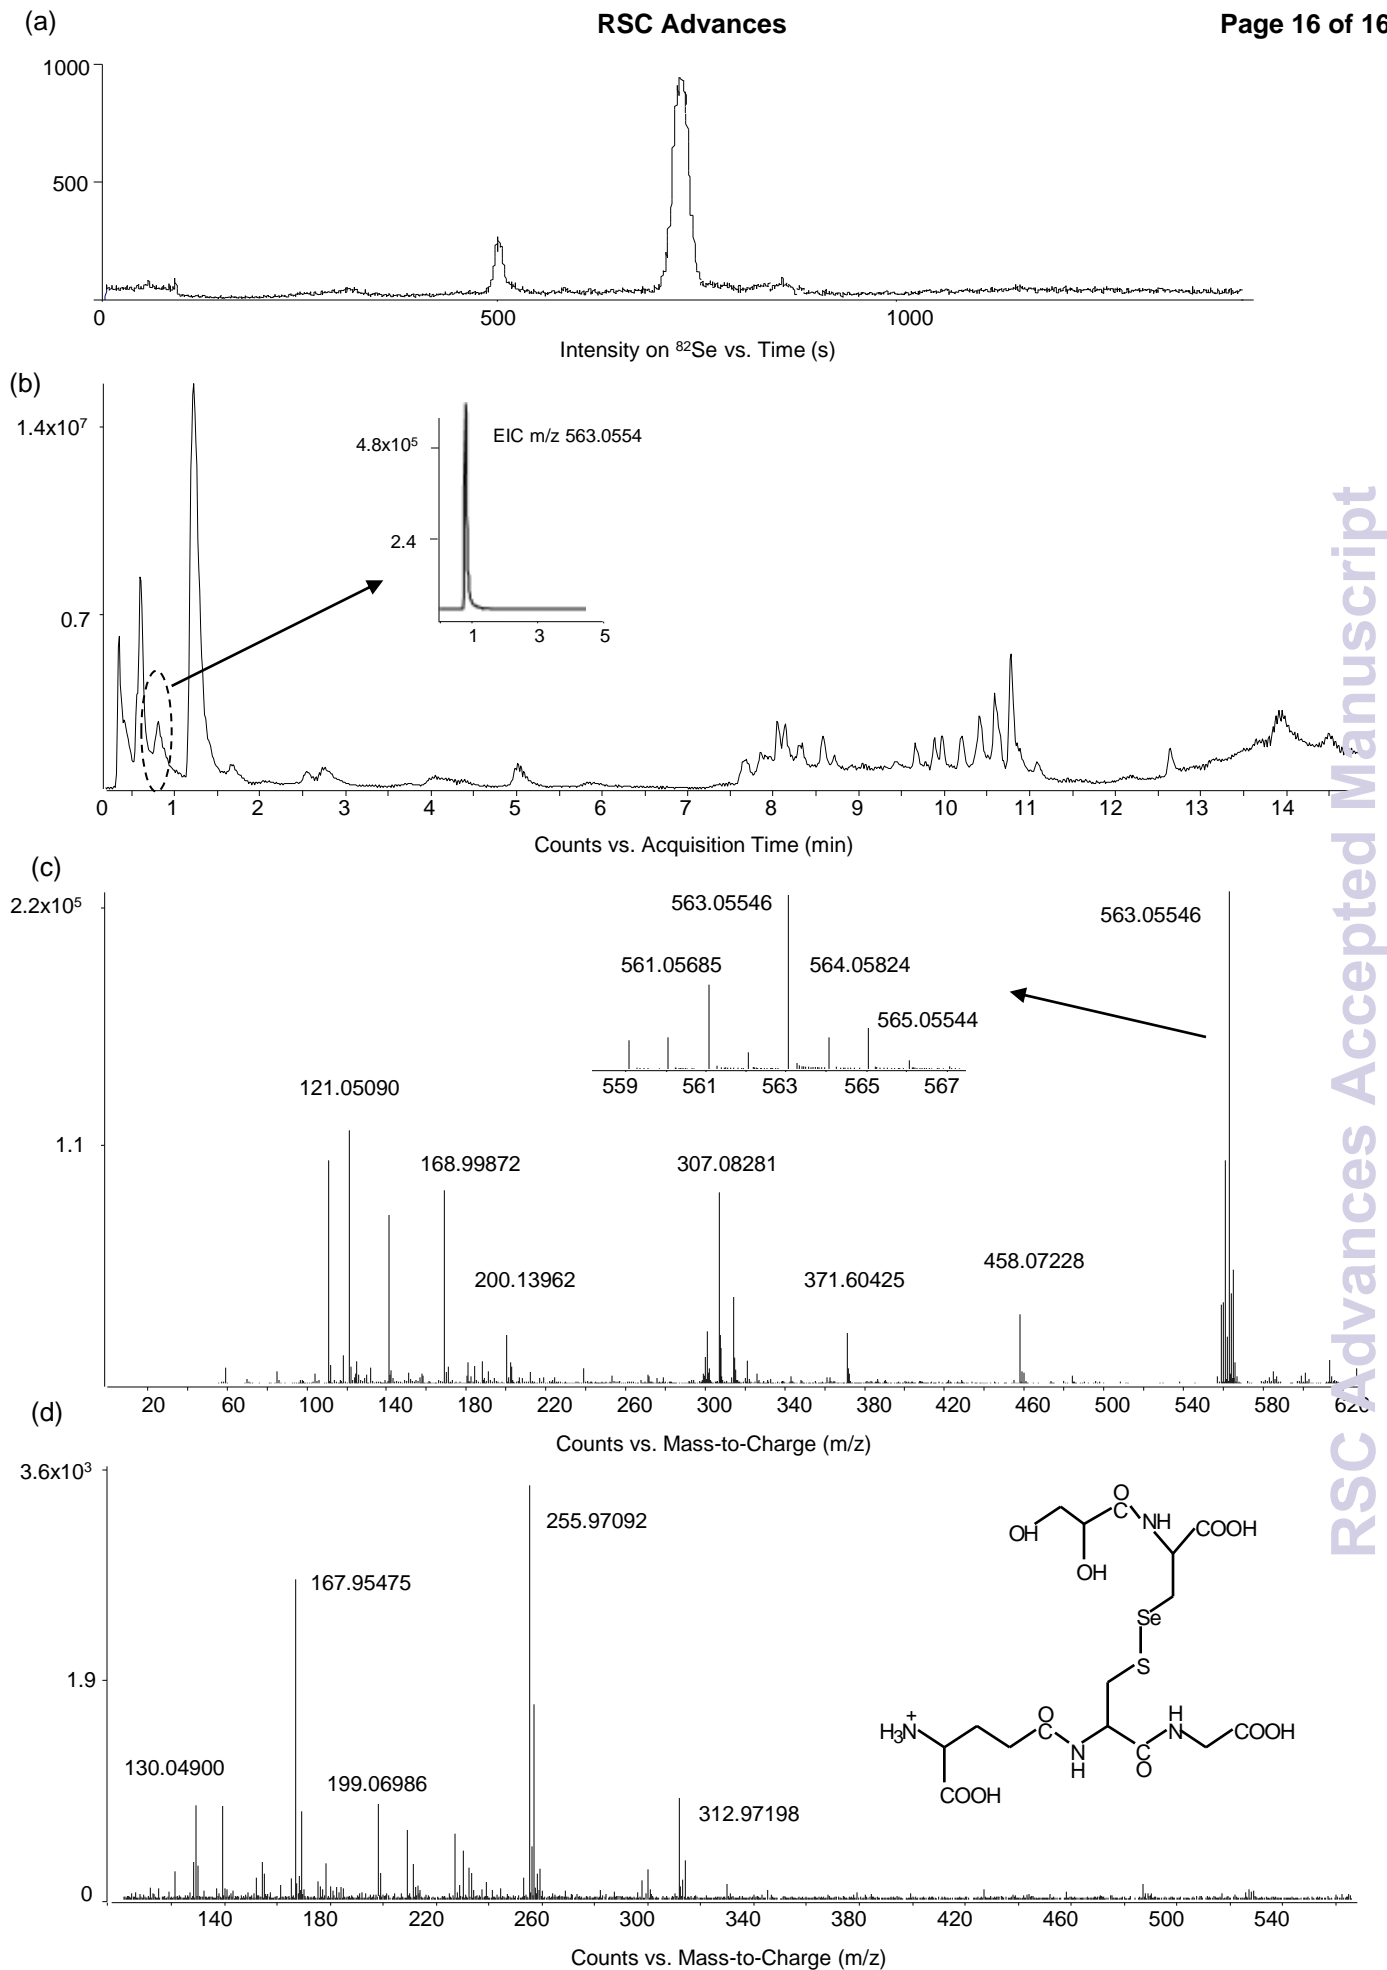 (a)
RSC Advances
Page 16 of 16
1000
500
0
500
1000
Intensity on ⁸²Se vs. Time (s)
(b)
1.4x10⁷
0.7
0
4.8x10⁵
2.4
EIC m/z 563.0554
1 3 5
0 1 2 3 4 5 6 7 8 9 10 11 12 13 14
Counts vs. Acquisition Time (min)
(c)
2.2x10⁵
1.1
563.05546
563.05546
561.05685
564.05824
565.05544
559 561 563 565 567
121.05090
168.99872
307.08281
200.13962
371.60425
458.07228
20 60 100 140 180 220 260 300 340 380 420 460 500 540 580 620
Counts vs. Mass-to-Charge (m/z)
(d)
3.6x10³
1.9
0
255.97092
167.95475
130.04900
199.06986
312.97198
O
C
NH
COOH
OH
OH
Se
S
H₃N⁺
O
C
N
H
H
N
COOH
C
O
COOH
140 180 220 260 300 340 380 420 460 500 540
Counts vs. Mass-to-Charge (m/z)
RSC Advances Accepted Manuscript